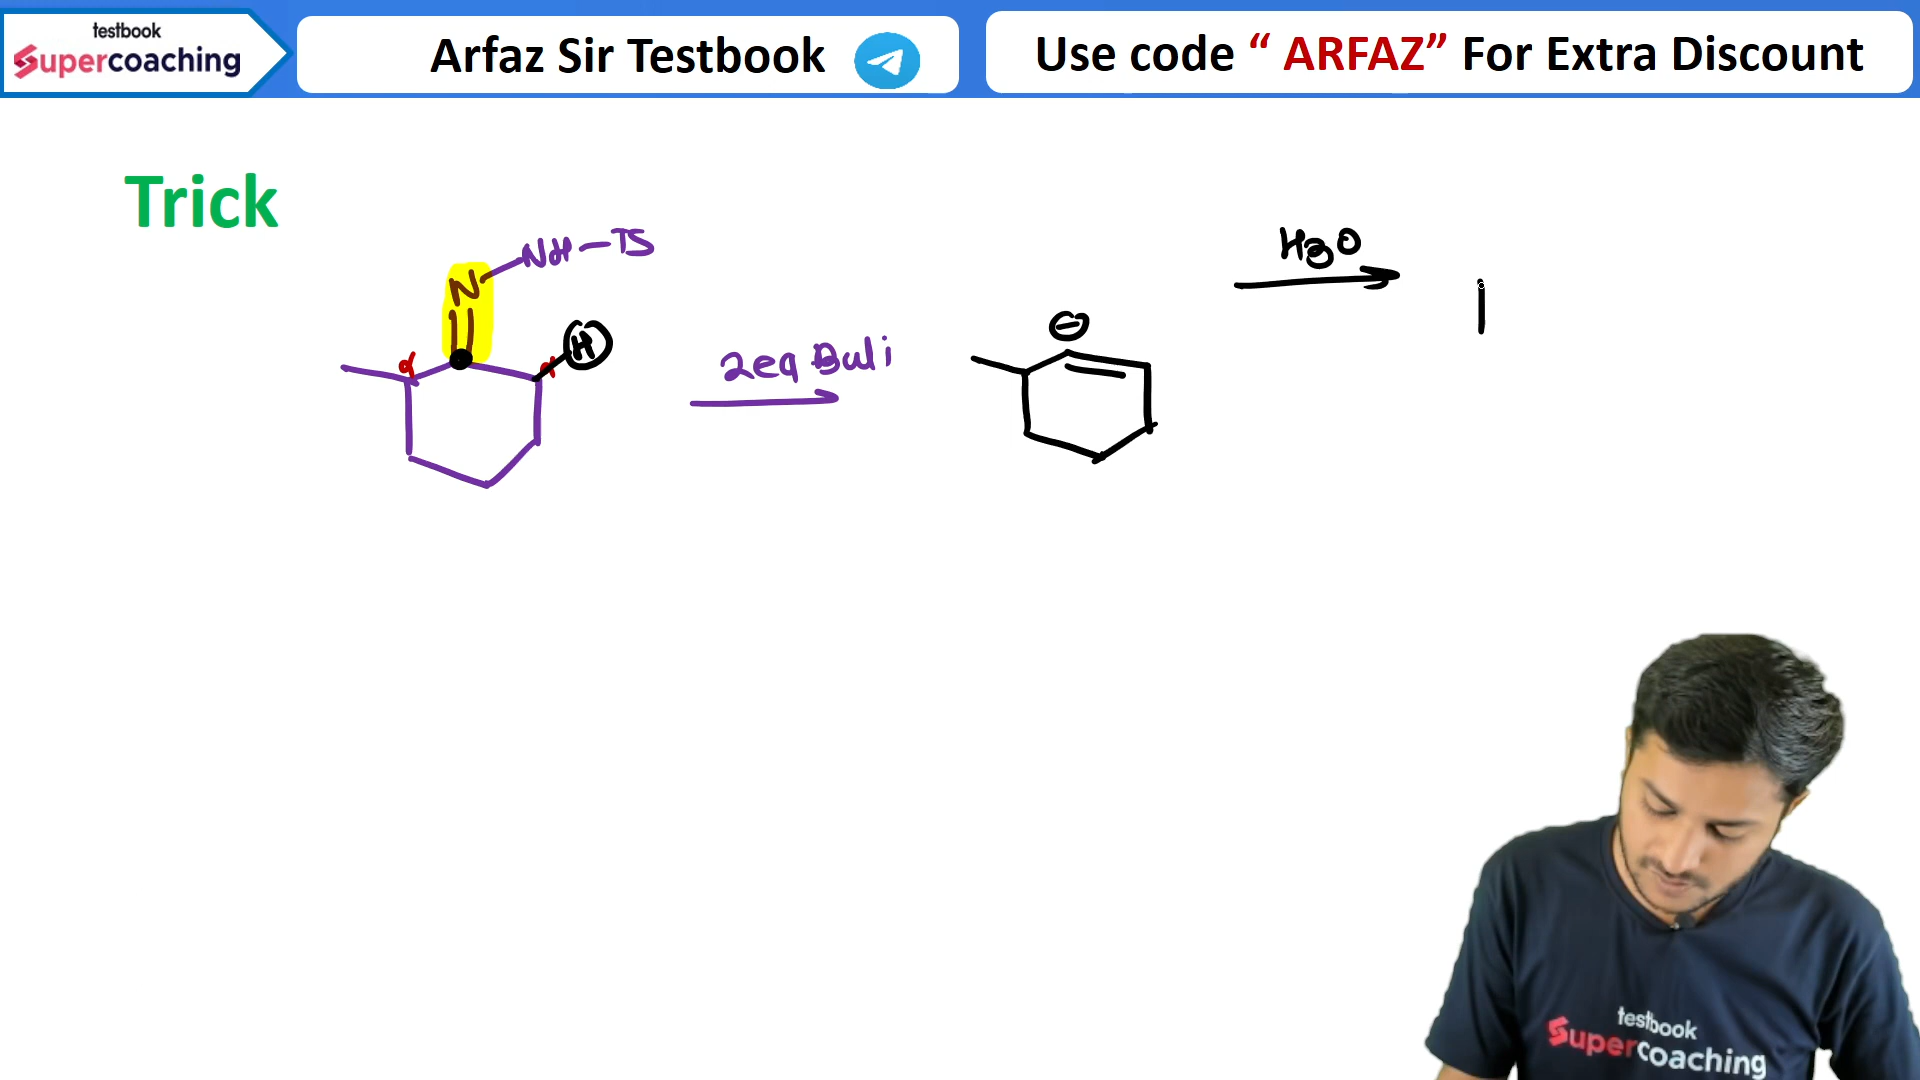 testbook
Supercoaching
Arfaz Sir Testbook
Use code “ ARFAZ” For Extra Discount
Trick
N-NH-TS
α
α
H
2eq Buli
⊖
H3O
testbook
Supercoaching